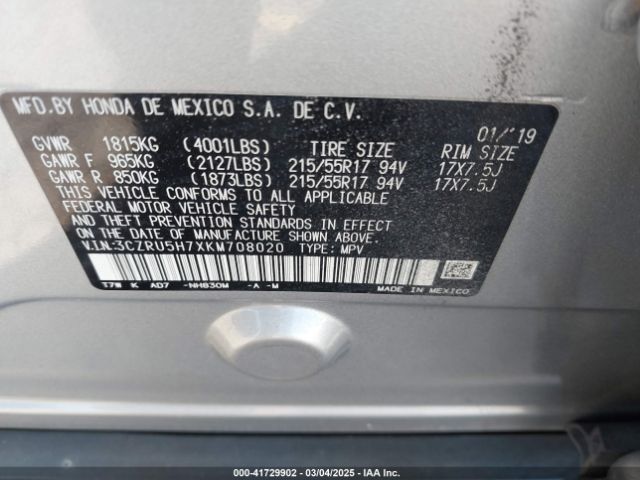 MFD.BY HONDA DE MEXICO S.A. DE C.V.
01/'19
GVWR 1815KG (4001LBS) TIRE SIZE RIM SIZE
GAWR F 965KG (2127LBS) 215/55R17 94V 17X7.5J
GAWR R 850KG (1873LBS) 215/55R17 94V 17X7.5J
THIS VEHICLE CONFORMS TO ALL APPLICABLE
FEDERAL MOTOR VEHICLE SAFETY
STANDARDS IN EFFECT ON THE
DATE OF MANUFACTURE SHOWN ABOVE.
V.I.N:3CZRU5H7XKM708020 TYPE: MPV
T7W K AD7 -NH830M -A -M
MADE IN MEXICO
000-41729902 - 03/04/2025 - IAA Inc.